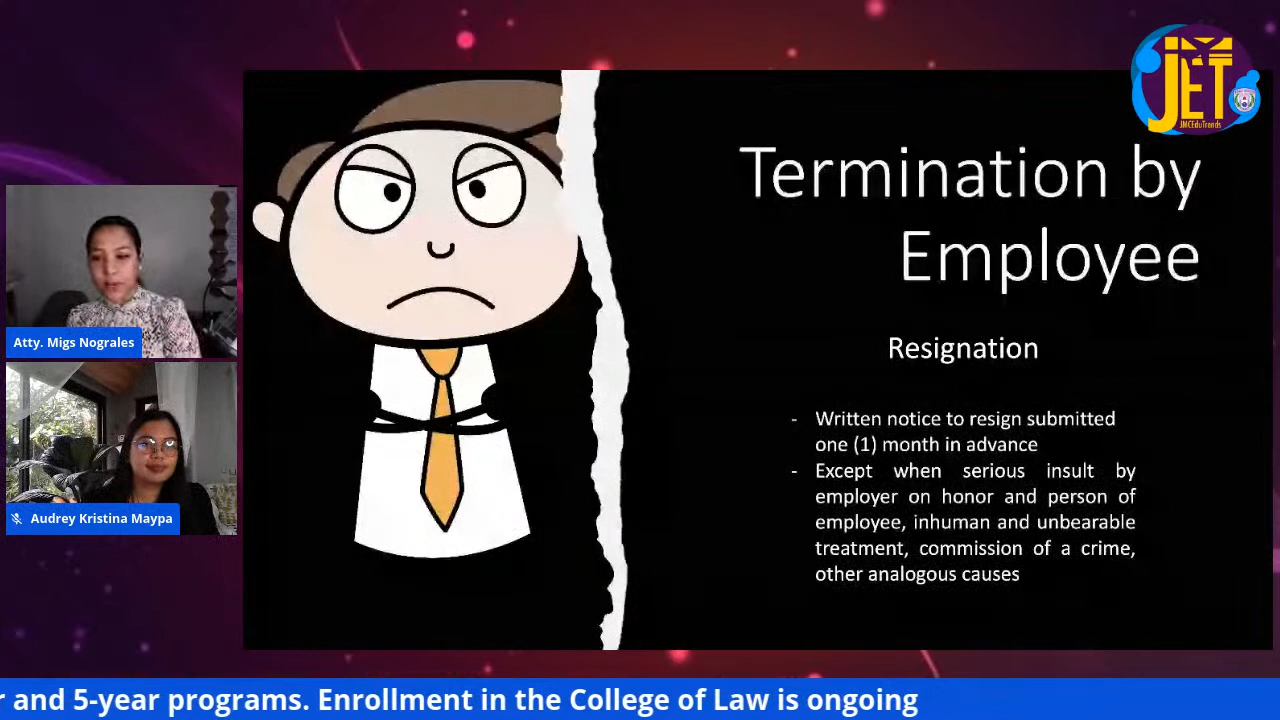 JET
JMCEduTrends
Termination by
Employee
Resignation
- Written notice to resign submitted
one (1) month in advance
- Except when serious insult by
employer on honor and person of
employee, inhuman and unbearable
treatment, commission of a crime,
other analogous causes
Atty. Migs Nograles
Audrey Kristina Maypa
r and 5-year programs. Enrollment in the College of Law is ongoing